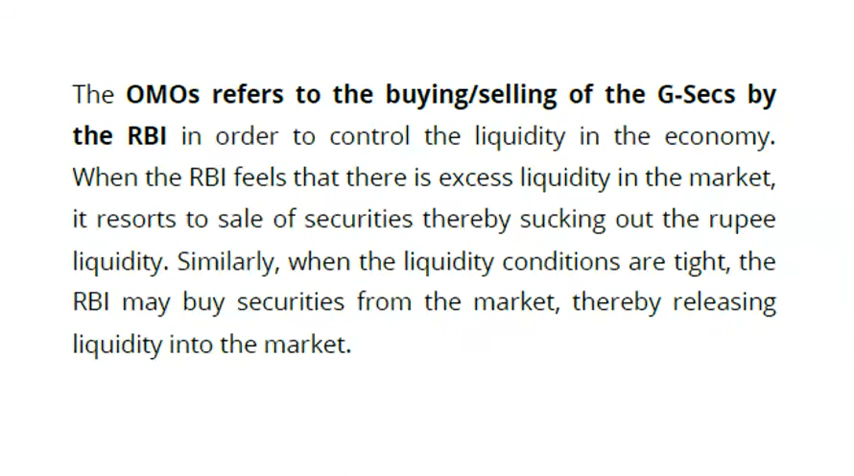 The OMOs refers to the buying/selling of the G-Secs by
the RBI in order to control the liquidity in the economy.
When the RBI feels that there is excess liquidity in the market,
it resorts to sale of securities thereby sucking out the rupee
liquidity. Similarly, when the liquidity conditions are tight, the
RBI may buy securities from the market, thereby releasing
liquidity into the market.